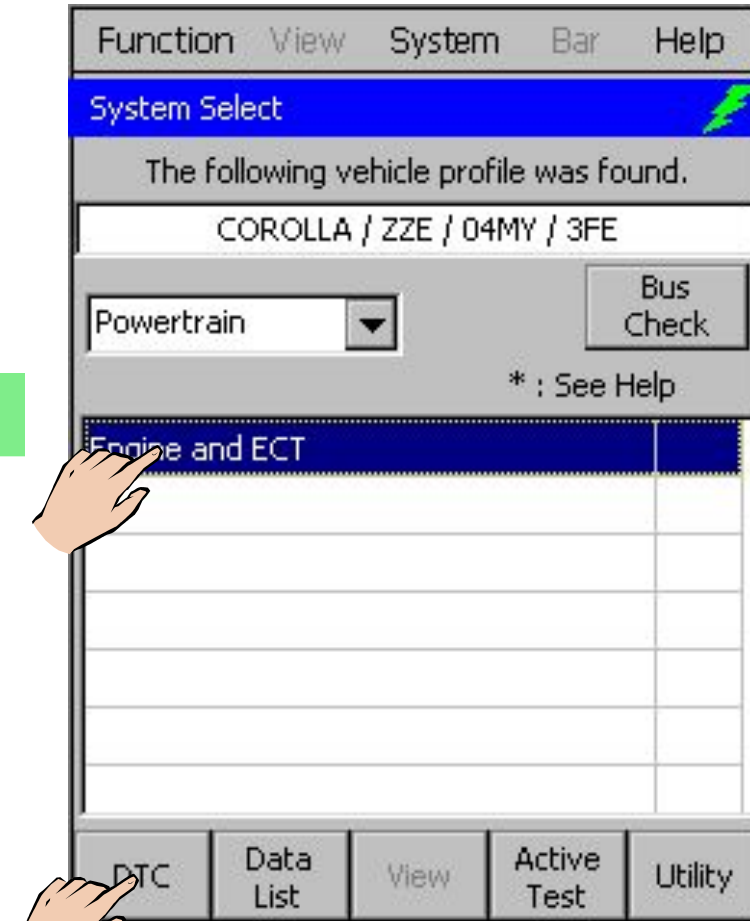 Function View System Bar Help
System Select
The following vehicle profile was found.
COROLLA / ZZE / 04MY / 3FE
Powertrain
Bus
Check
* : See Help
Engine and ECT
DTC
Data
List
View
Active
Test
Utility